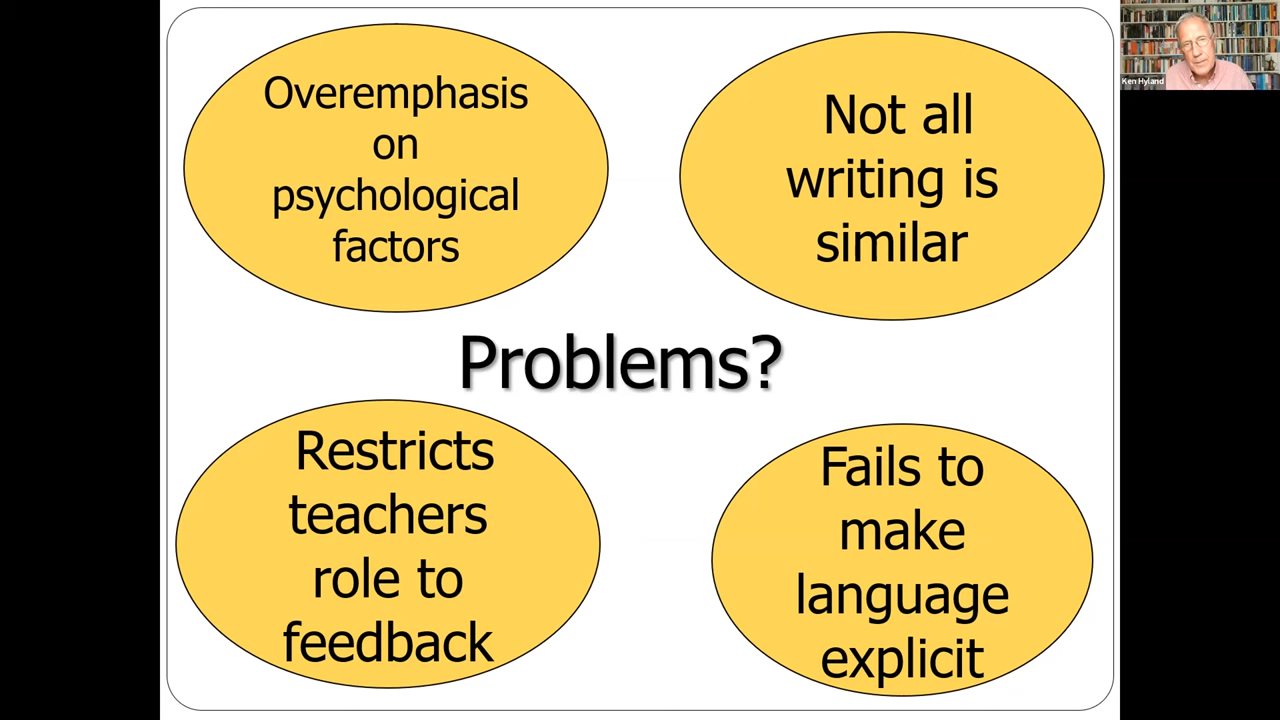 Overemphasis
on
psychological
factors
Not all
writing is
similar
Problems?
Restricts
teachers
role to
feedback
Fails to
make
language
explicit
Ken Hyland